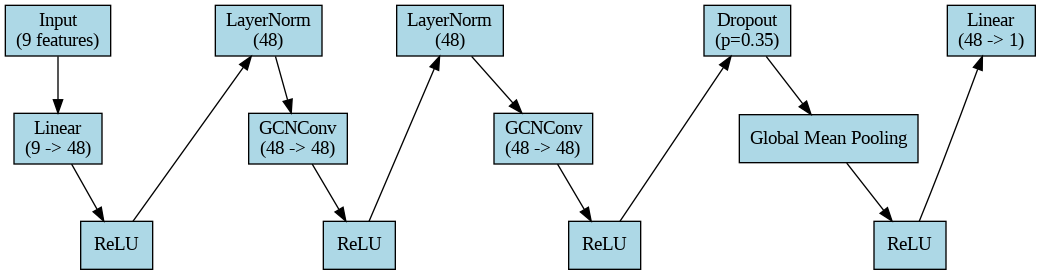 Input
(9 features)
Linear
(9 -> 48)
ReLU
LayerNorm
(48)
GCNConv
(48 -> 48)
ReLU
LayerNorm
(48)
GCNConv
(48 -> 48)
ReLU
Dropout
(p=0.35)
Global Mean Pooling
ReLU
Linear
(48 -> 1)